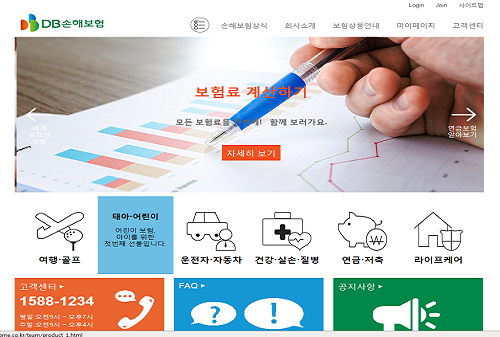 Login Join 사이트맵
DB손해보험
손해보험상식 회사소개 보험상품안내 마이페이지 고객센터
보험료 계산하기
함께 보러가요.
모든 보험료를
자세히 보기
연금보험
알아보기
여행·골프
태아·어린이
어린이 보험,
아이를 위한
첫번째 선물입니다.
운전자·자동차
건강·실손·질병
연금·저축
라이프케어
고객센터 ▸
1588-1234
평일:오전9시 ~ 오후7시
주말:오전9시 ~ 오후4시
FAQ ▸
공지사항 ▸
ome.co.kr/team/product_1.html